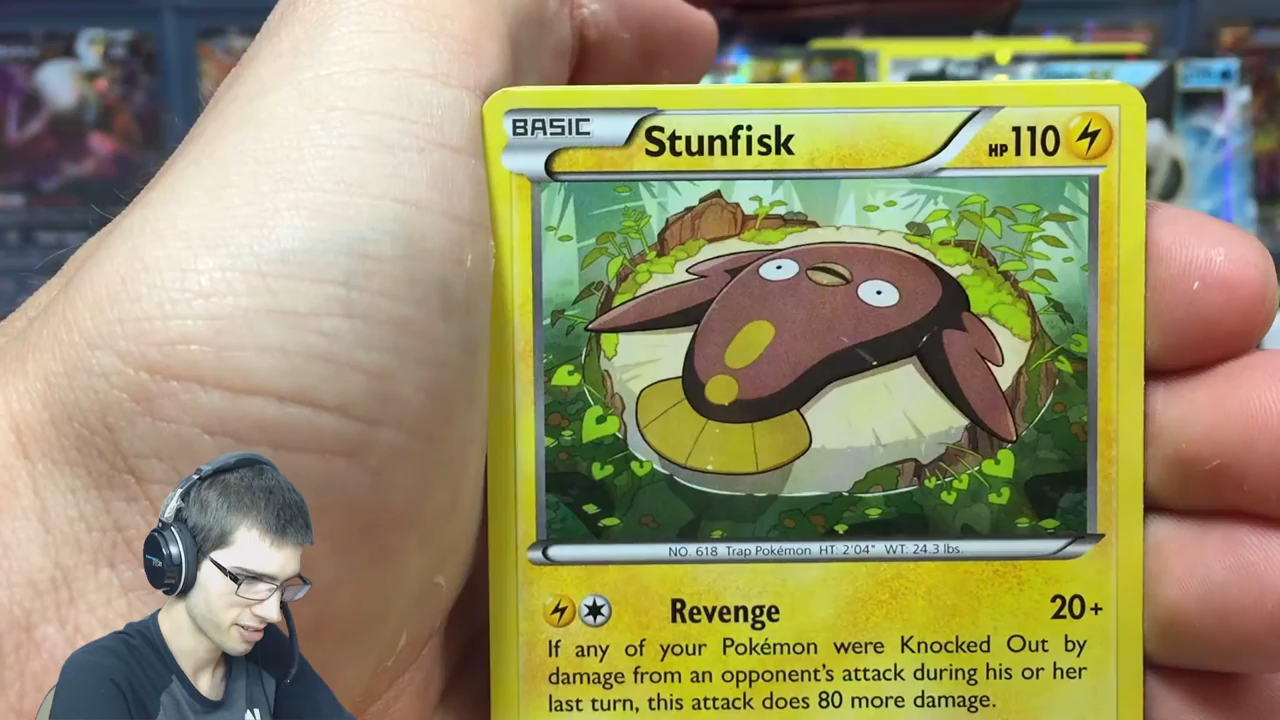 BASIC Stunfisk HP 110
NO. 618 Trap Pokémon HT: 2'04" WT: 24.3 lbs.
Revenge 20+
If any of your Pokémon were Knocked Out by
damage from an opponent's attack during his or her
last turn, this attack does 80 more damage.